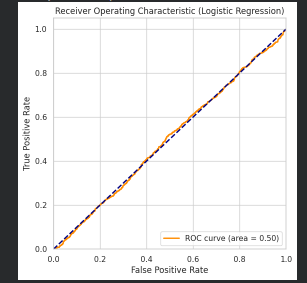 Receiver Operating Characteristic (Logistic Regression)
1.0
0.8
0.6
0.4
0.2
0.0
True Positive Rate
ROC curve (area = 0.50)
0.0 0.2 0.4 0.6 0.8 1.0
False Positive Rate